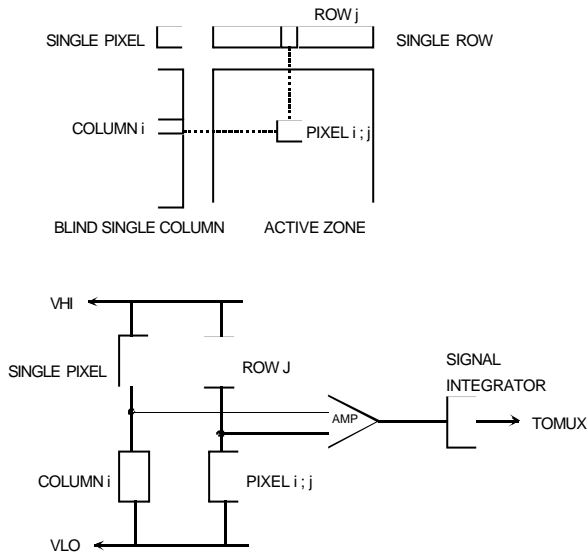 ROW j
SINGLE PIXEL
SINGLE ROW
COLUMN i
PIXEL i ; j
BLIND SINGLE COLUMN
ACTIVE ZONE
VHI
SINGLE PIXEL
ROW J
SIGNAL
INTEGRATOR
AMP
TOMUX
COLUMN i
PIXEL i ; j
VLO